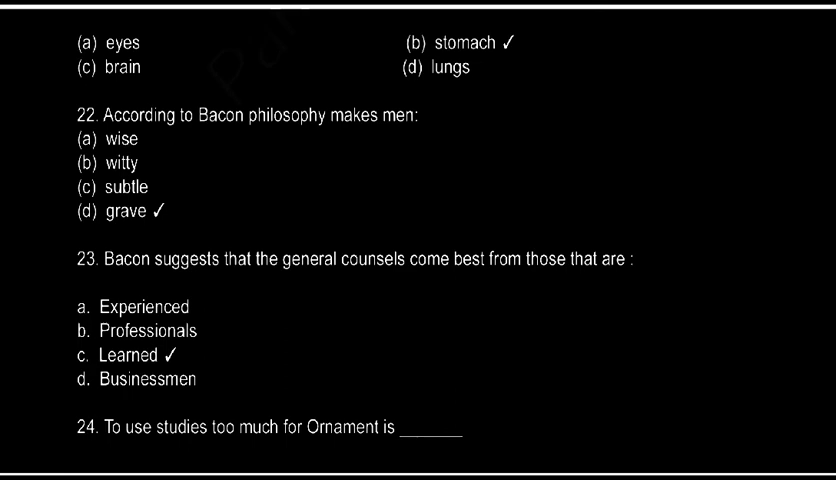 (a) eyes (b) stomach ✓
(c) brain (d) lungs
22. According to Bacon philosophy makes men:
(a) wise
(b) witty
(c) subtle
(d) grave ✓
23. Bacon suggests that the general counsels come best from those that are :
a. Experienced
b. Professionals
c. Learned ✓
d. Businessmen
24. To use studies too much for Ornament is _______